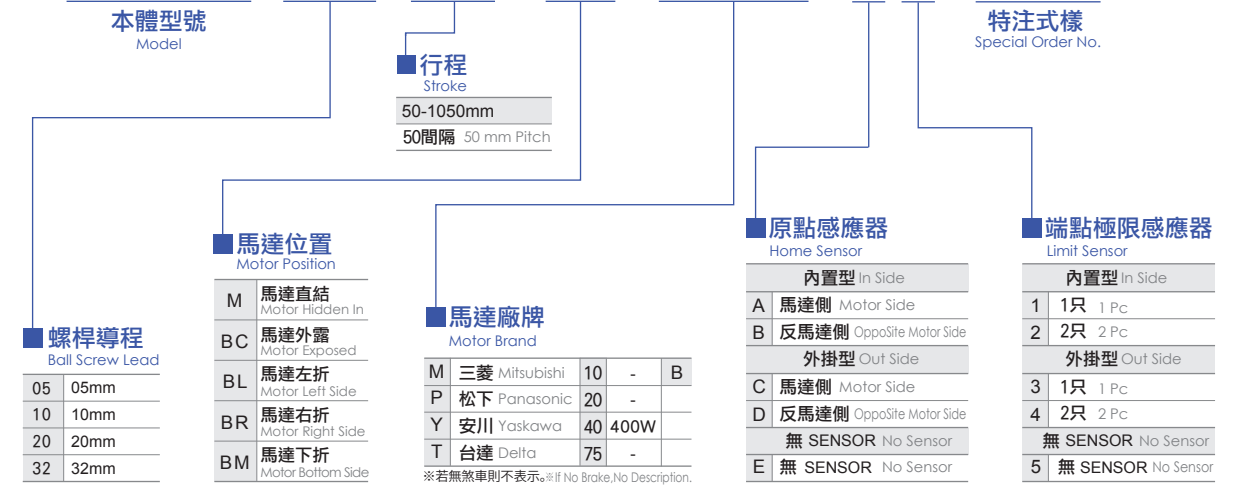 本體型號
Model
特注式樣
Special Order No.
行程
Stroke
50-1050mm
50間隔 50 mm Pitch
螺桿導程
Ball Screw Lead
05 05mm
10 10mm
20 20mm
32 32mm
馬達位置
Motor Position
M 馬達直結
Motor Hidden In
BC 馬達外露
Motor Exposed
BL 馬達左折
Motor Left Side
BR 馬達右折
Motor Right Side
BM 馬達下折
Motor Bottom Side
馬達廠牌
Motor Brand
M 三菱 Mitsubishi 10 - B
P 松下 Panasonic 20 -
Y 安川 Yaskawa 40 400W
T 台達 Delta 75 -
※若無煞車則不表示。※If No Brake,No Description.
原點感應器
Home Sensor
內置型 In Side
A 馬達側 Motor Side
B 反馬達側 OppoSite Motor Side
外掛型 Out Side
C 馬達側 Motor Side
D 反馬達側 OppoSite Motor Side
無 SENSOR No Sensor
E 無 SENSOR No Sensor
端點極限感應器
Limit Sensor
內置型 In Side
1 1只 1 Pc
2 2只 2 Pc
外掛型 Out Side
3 1只 1 Pc
4 2只 2 Pc
無 SENSOR No Sensor
5 無 SENSOR No Sensor